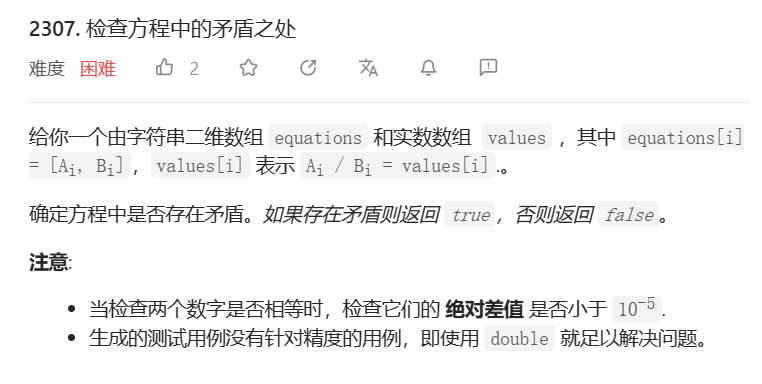 2307. 检查方程中的矛盾之处
难度 困难 2
给你一个由字符串二维数组 equations 和实数数组 values ，其中 equations[i]
= [Aᵢ, Bᵢ]，values[i] 表示 Aᵢ / Bᵢ = values[i].。
确定方程中是否存在矛盾。如果存在矛盾则返回 true，否则返回 false。
注意:
• 当检查两个数字是否相等时，检查它们的 绝对差值 是否小于 10⁻⁵.
• 生成的测试用例没有针对精度的用例，即使用 double 就足以解决问题。